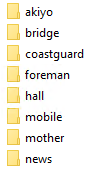 akiyo
bridge
coastguard
foreman
hall
mobile
mother
news